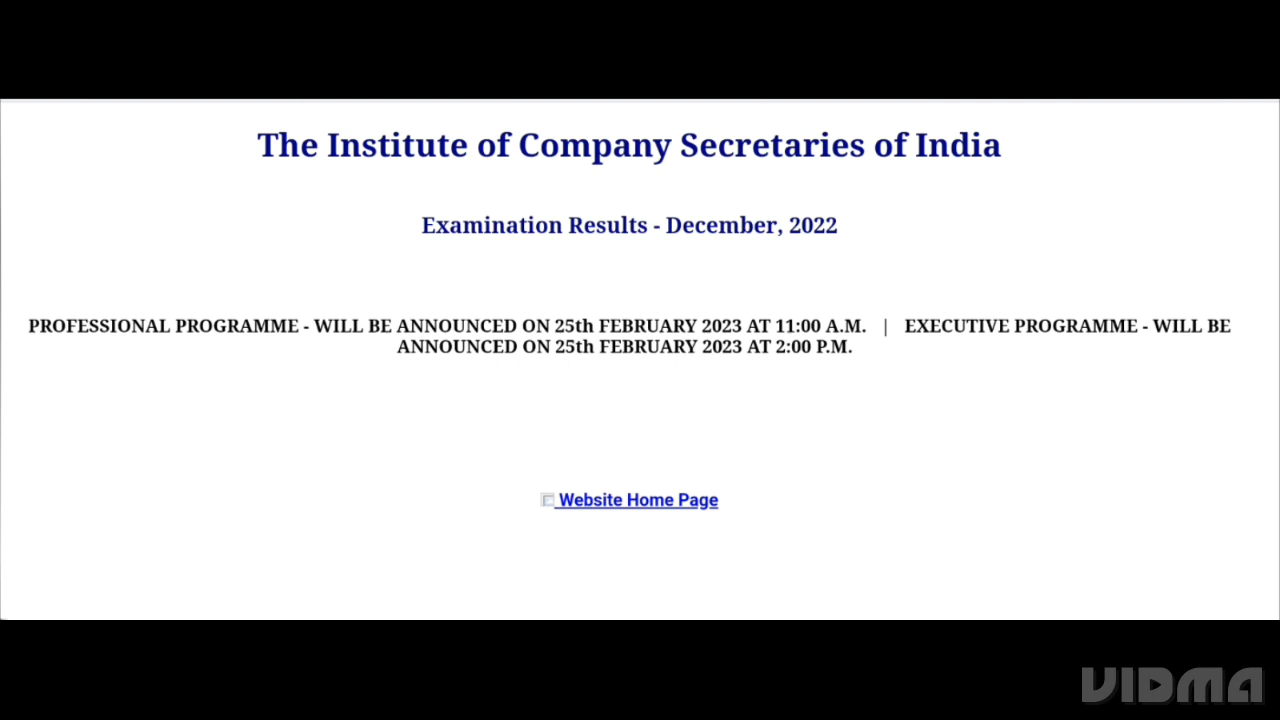 The Institute of Company Secretaries of India
Examination Results - December, 2022
PROFESSIONAL PROGRAMME - WILL BE ANNOUNCED ON 25th FEBRUARY 2023 AT 11:00 A.M. | EXECUTIVE PROGRAMME - WILL BE
ANNOUNCED ON 25th FEBRUARY 2023 AT 2:00 P.M.
Website Home Page
VIDMA